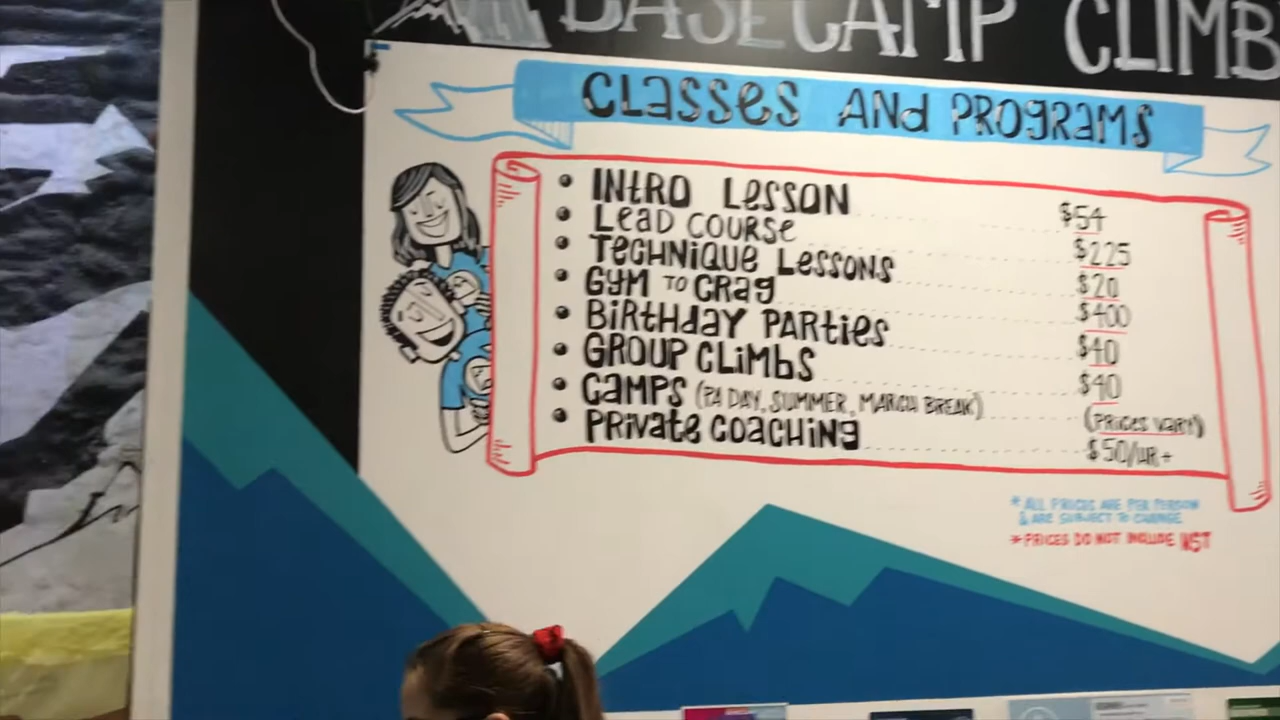 BASECAMP CLIMB
CLASSES AND PROGRAMS
• INTRO LESSON $54
• LEAD COURSE $225
• TECHNIQUE LESSONS $20
• GYM TO CRAG $400
• BIRTHDAY PARTIES $40
• GROUP CLIMBS $40
• CAMPS (PA DAY, SUMMER, MARCH BREAK) (PRICES VARY)
• PRIVATE COACHING $50/HR+
*ALL PRICES ARE PER PERSON
& ARE SUBJECT TO CHANGE
*PRICES DO NOT INCLUDE HST